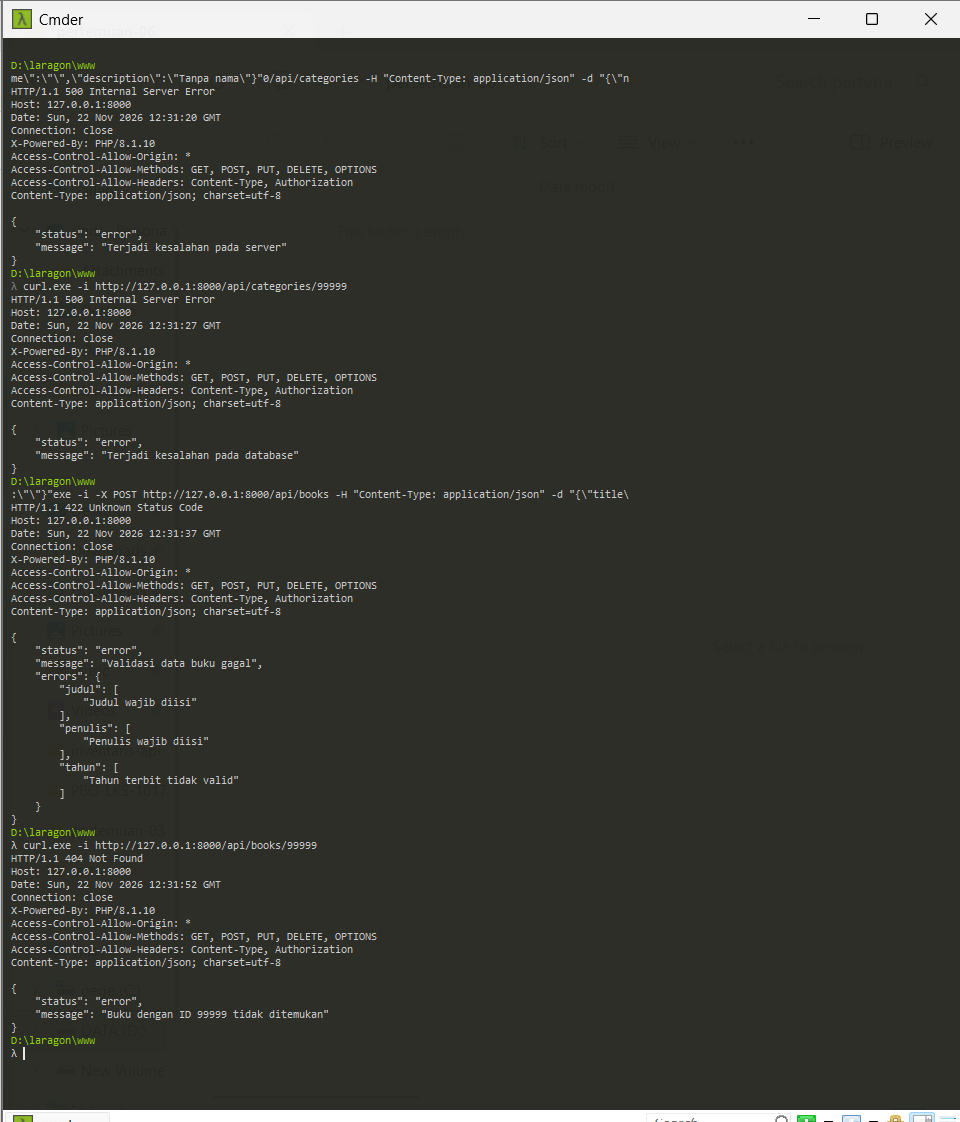 Cmder
D:\laragon\www
me\":\"\",\"description\":\"Tanpa nama\"}"0/api/categories -H "Content-Type: application/json" -d "{\"n
HTTP/1.1 500 Internal Server Error
Host: 127.0.0.1:8000
Date: Sun, 22 Nov 2026 12:31:20 GMT
Connection: close
X-Powered-By: PHP/8.1.10
Access-Control-Allow-Origin: *
Access-Control-Allow-Methods: GET, POST, PUT, DELETE, OPTIONS
Access-Control-Allow-Headers: Content-Type, Authorization
Content-Type: application/json; charset=utf-8
{
"status": "error",
"message": "Terjadi kesalahan pada server"
}
D:\laragon\www
λ curl.exe -i http://127.0.0.1:8000/api/categories/99999
HTTP/1.1 500 Internal Server Error
Host: 127.0.0.1:8000
Date: Sun, 22 Nov 2026 12:31:27 GMT
Connection: close
X-Powered-By: PHP/8.1.10
Access-Control-Allow-Origin: *
Access-Control-Allow-Methods: GET, POST, PUT, DELETE, OPTIONS
Access-Control-Allow-Headers: Content-Type, Authorization
Content-Type: application/json; charset=utf-8
{
"status": "error",
"message": "Terjadi kesalahan pada database"
}
D:\laragon\www
:\"\"}"exe -i -X POST http://127.0.0.1:8000/api/books -H "Content-Type: application/json" -d "{\"title\
HTTP/1.1 422 Unknown Status Code
Host: 127.0.0.1:8000
Date: Sun, 22 Nov 2026 12:31:37 GMT
Connection: close
X-Powered-By: PHP/8.1.10
Access-Control-Allow-Origin: *
Access-Control-Allow-Methods: GET, POST, PUT, DELETE, OPTIONS
Access-Control-Allow-Headers: Content-Type, Authorization
Content-Type: application/json; charset=utf-8
{
"status": "error",
"message": "Validasi data buku gagal",
"errors": {
"judul": [
"Judul wajib diisi"
],
"penulis": [
"Penulis wajib diisi"
],
"tahun": [
"Tahun terbit tidak valid"
]
}
}
D:\laragon\www
λ curl.exe -i http://127.0.0.1:8000/api/books/99999
HTTP/1.1 404 Not Found
Host: 127.0.0.1:8000
Date: Sun, 22 Nov 2026 12:31:52 GMT
Connection: close
X-Powered-By: PHP/8.1.10
Access-Control-Allow-Origin: *
Access-Control-Allow-Methods: GET, POST, PUT, DELETE, OPTIONS
Access-Control-Allow-Headers: Content-Type, Authorization
Content-Type: application/json; charset=utf-8
{
"status": "error",
"message": "Buku dengan ID 99999 tidak ditemukan"
}
D:\laragon\www
λ